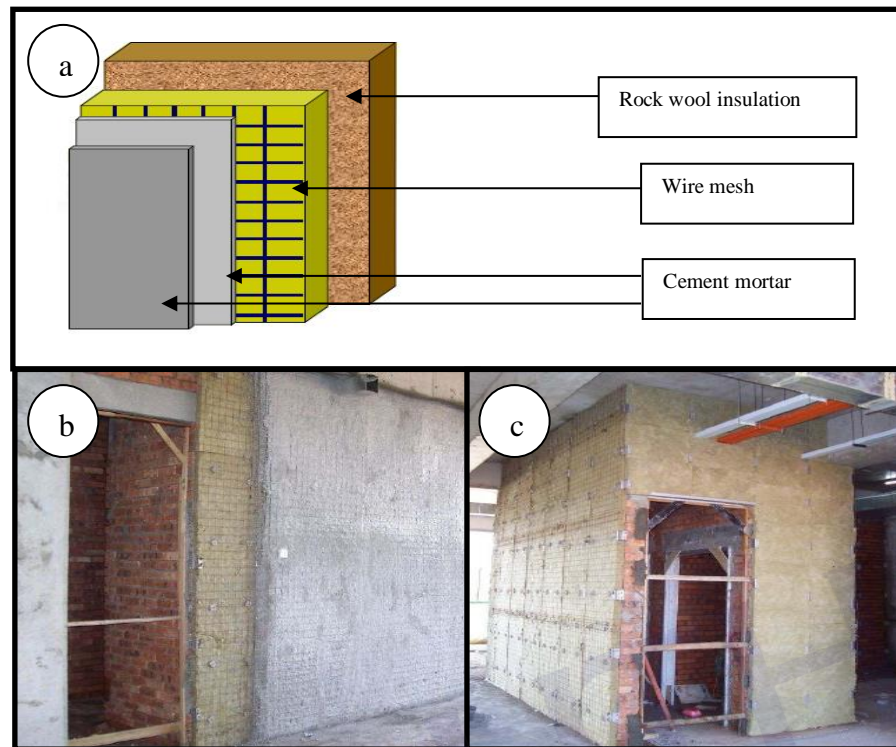 a
Rock wool insulation
Wire mesh
Cement mortar
b
c